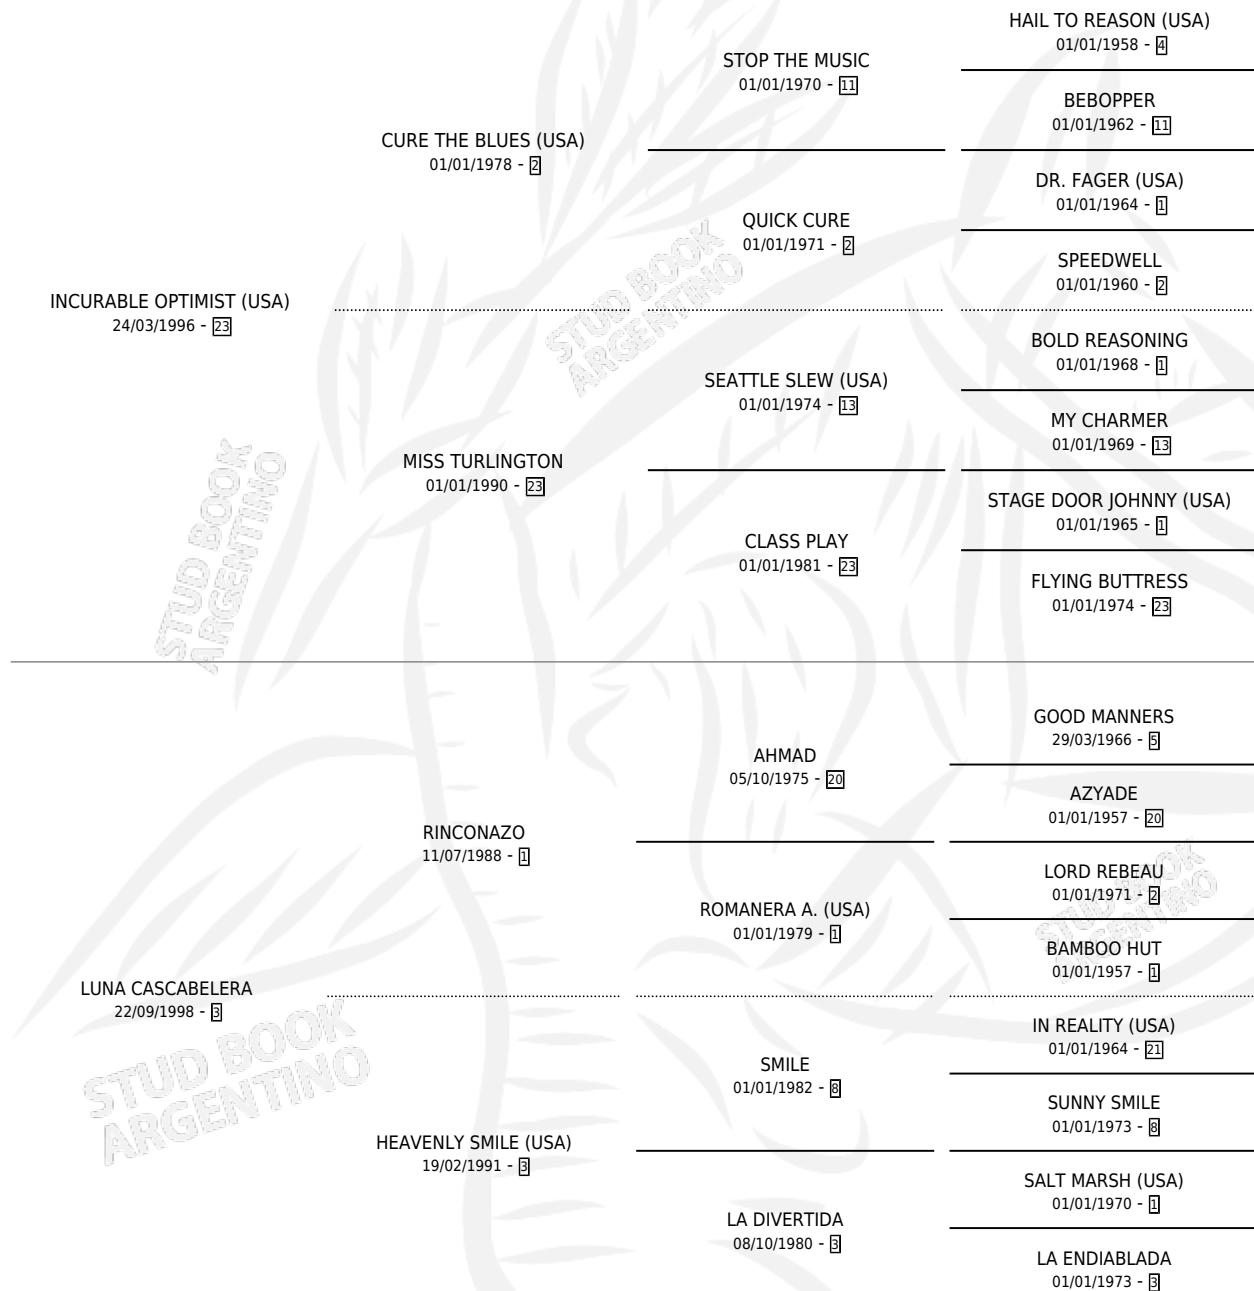 HAIL TO REASON (USA)
01/01/1958 - 4
STOP THE MUSIC
01/01/1970 - 11
BEBOPPER
01/01/1962 - 11
CURE THE BLUES (USA)
01/01/1978 - 2
DR. FAGER (USA)
01/01/1964 - 1
QUICK CURE
01/01/1971 - 2
SPEEDWELL
01/01/1960 - 2
INCURABLE OPTIMIST (USA)
24/03/1996 - 23
BOLD REASONING
01/01/1968 - 1
SEATTLE SLEW (USA)
01/01/1974 - 13
MY CHARMER
01/01/1969 - 13
MISS TURLINGTON
01/01/1990 - 23
STAGE DOOR JOHNNY (USA)
01/01/1965 - 1
CLASS PLAY
01/01/1981 - 23
FLYING BUTTRESS
01/01/1974 - 23
GOOD MANNERS
29/03/1966 - 5
AHMAD
05/10/1975 - 20
AZYADE
01/01/1957 - 20
RINCONAZO
11/07/1988 - 1
LORD REBEAU
01/01/1971 - 2
ROMANERA A. (USA)
01/01/1979 - 1
BAMBOO HUT
01/01/1957 - 1
LUNA CASCABELERA
22/09/1998 - 3
IN REALITY (USA)
01/01/1964 - 21
SMILE
01/01/1982 - 8
SUNNY SMILE
01/01/1973 - 8
HEAVENLY SMILE (USA)
19/02/1991 - 3
SALT MARSH (USA)
01/01/1970 - 1
LA DIVERTIDA
08/10/1980 - 3
LA ENDIABLADA
01/01/1973 - 3
STUD BOOK
ARGENTINO
STUD BOOK
ARGENTINO
STUD BOOK
ARGENTINO
STUD BOOK
ARGENTINO